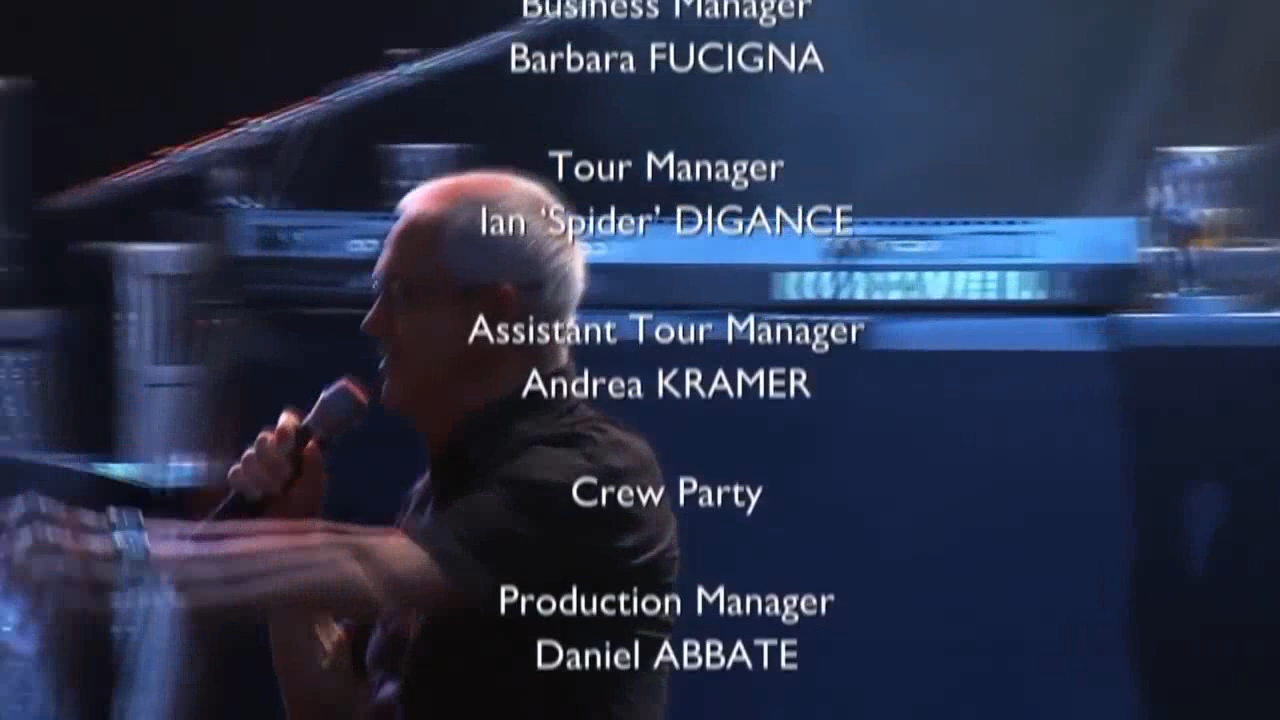 Business Manager
Barbara FUCIGNA
Tour Manager
Ian ‘Spider’ DIGANCE
Assistant Tour Manager
Andrea KRAMER
Crew Party
Production Manager
Daniel ABBATE